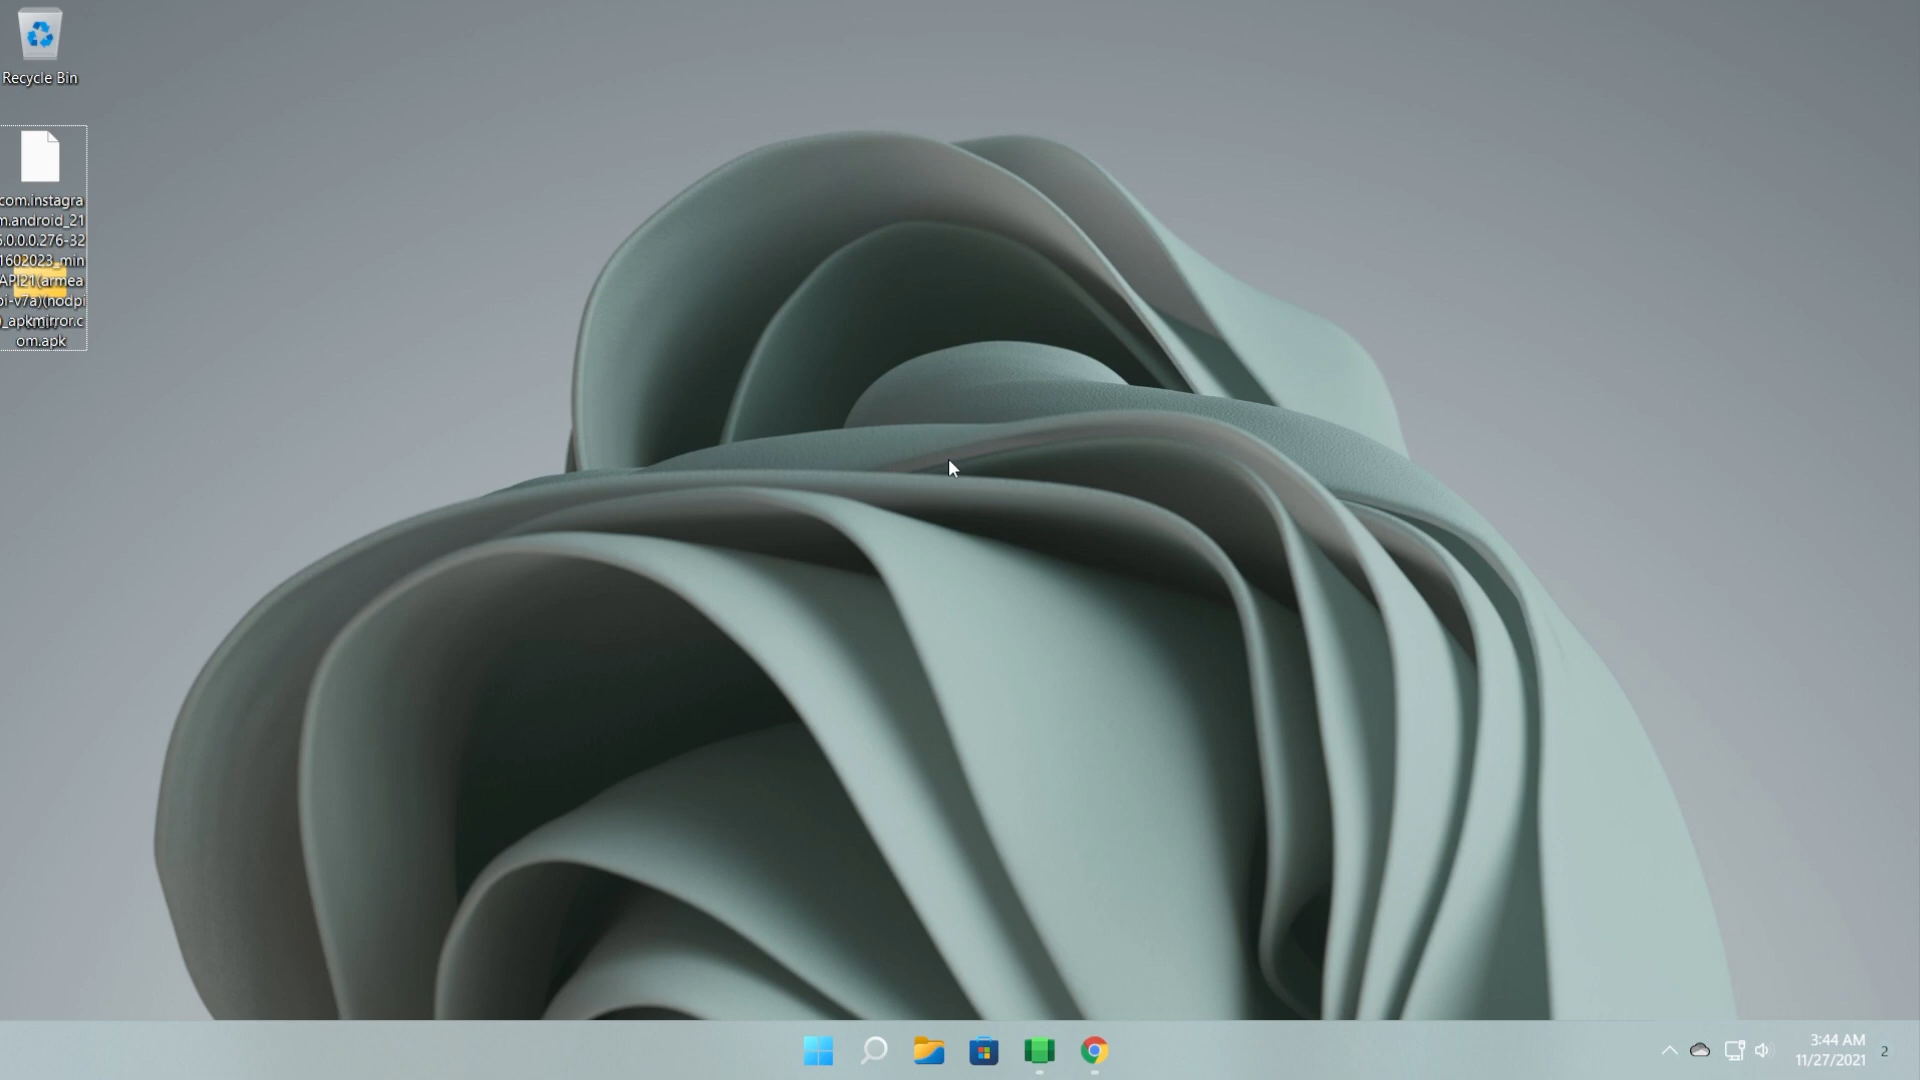 Recycle Bin
com.instagra
m.android_21
5.0.0.0.276-32
1602023_min
API21(armea
bi-v7a)(nodpi
)_apkmirror.c
om.apk
3:44 AM
11/27/2021
2